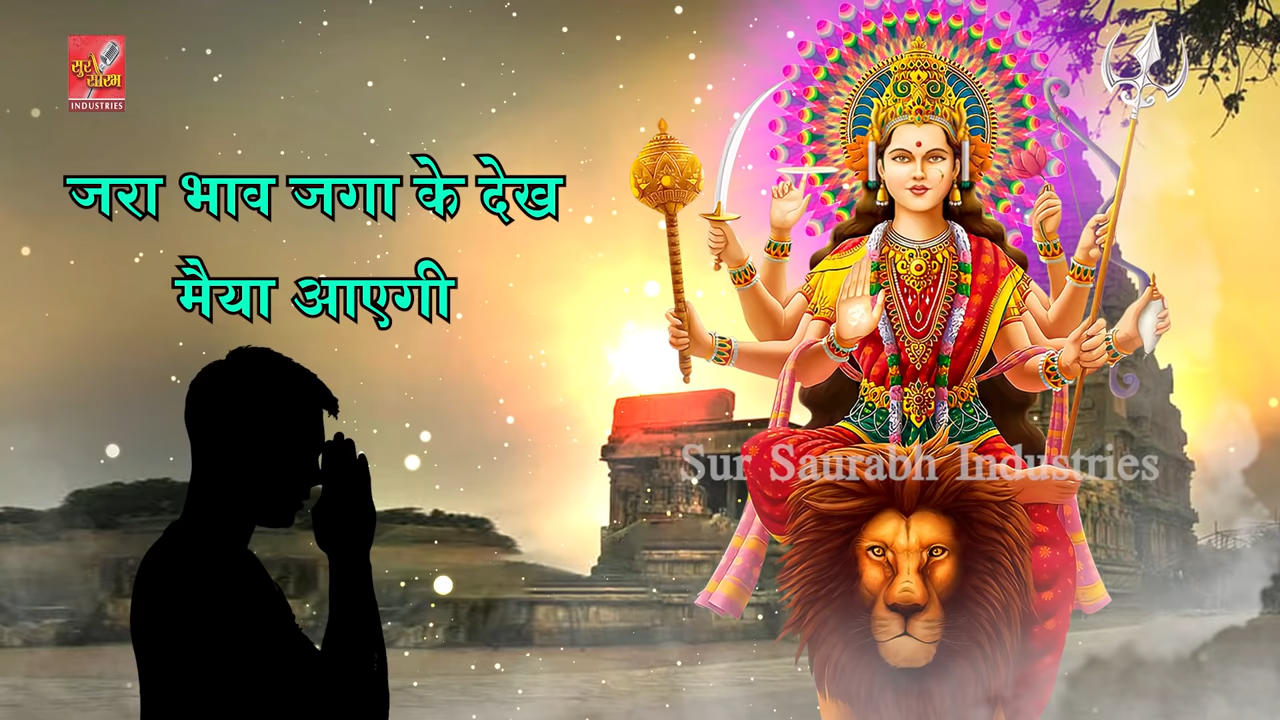 सुर सौरभ
INDUSTRIES
जरा भाव जगा के देख
मैया आएगी
Sur Saurabh Industries